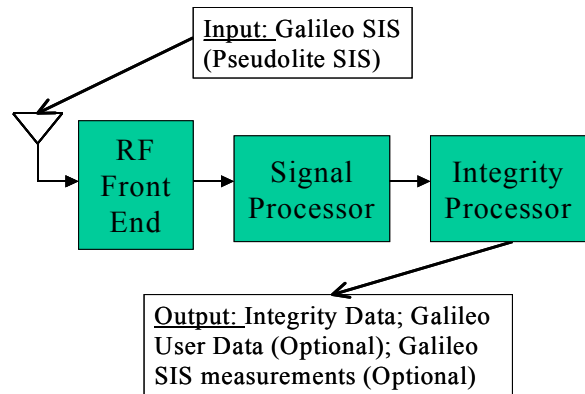 Input: Galileo SIS
(Pseudolite SIS)
RF
Front
End
Signal
Processor
Integrity
Processor
Output: Integrity Data; Galileo
User Data (Optional); Galileo
SIS measurements (Optional)